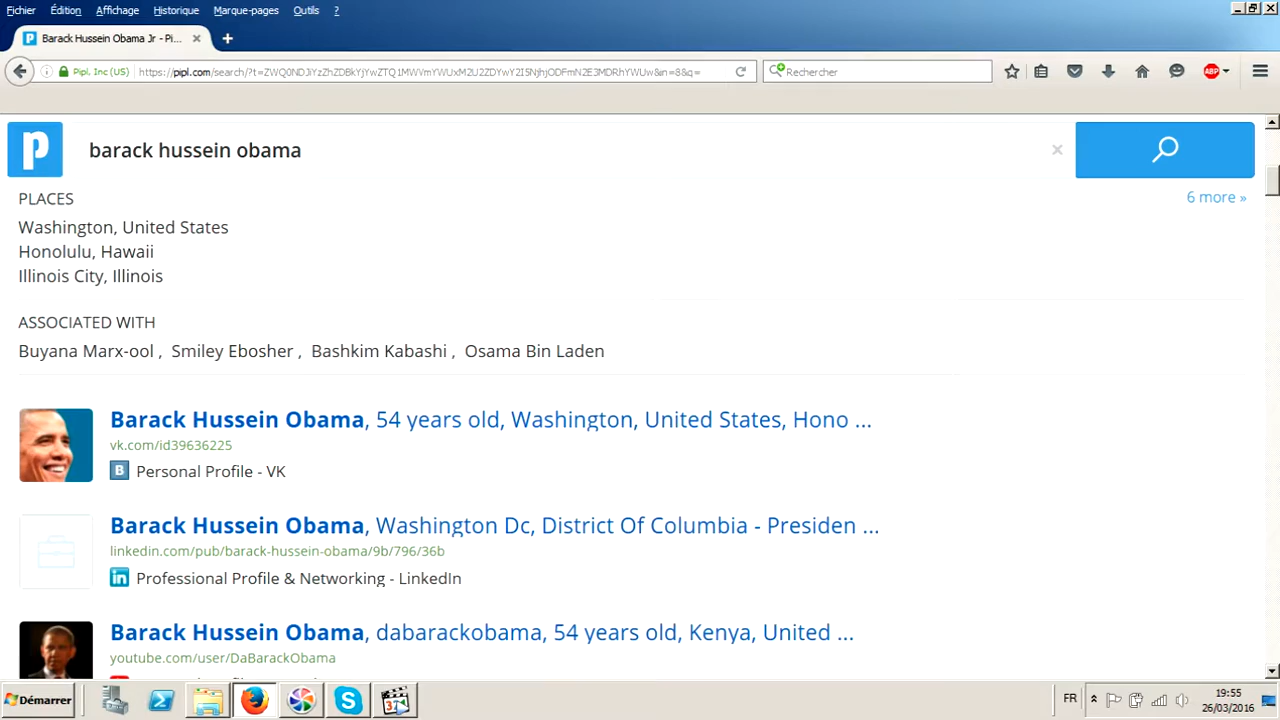 Fichier Édition Affichage Historique Marque-pages Outils ?
Barack Hussein Obama Jr - Pi...
Pipl, Inc (US)
Rechercher
ABP
p
barack hussein obama
PLACES
6 more »
Washington, United States
Honolulu, Hawaii
Illinois City, Illinois
ASSOCIATED WITH
Buyana Marx-ool , Smiley Ebosher , Bashkim Kabashi , Osama Bin Laden
Barack Hussein Obama, 54 years old, Washington, United States, Hono ...
vk.com/id39636225
B Personal Profile - VK
Barack Hussein Obama, Washington Dc, District Of Columbia - Presiden ...
linkedin.com/pub/barack-hussein-obama/9b/796/36b
in Professional Profile & Networking - LinkedIn
Barack Hussein Obama, dabarackobama, 54 years old, Kenya, United ...
youtube.com/user/DaBarackObama
Démarrer
FR
19:55
26/03/2016